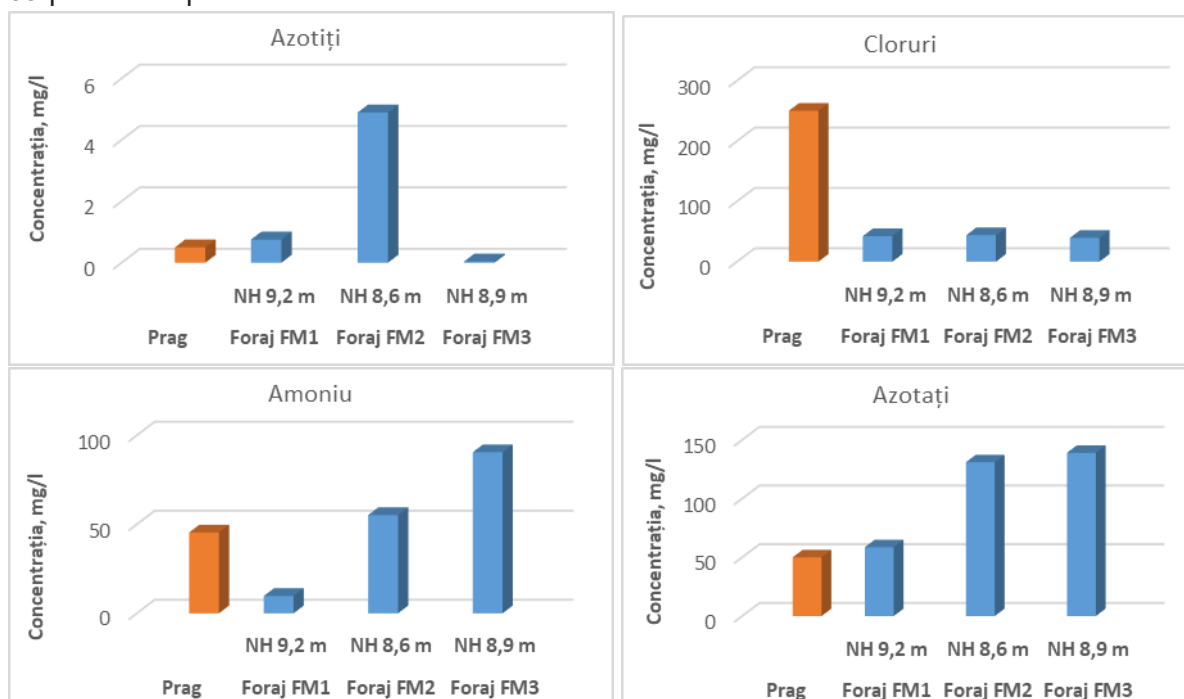 Azotiți
Concentrația, mg/l
6
4
2
0
NH 9,2 m NH 8,6 m NH 8,9 m
Prag Foraj FM1 Foraj FM2 Foraj FM3
Cloruri
Concentrația, mg/l
300
200
100
0
NH 9,2 m NH 8,6 m NH 8,9 m
Prag Foraj FM1 Foraj FM2 Foraj FM3
Amoniu
Concentrația, mg/l
100
50
0
NH 9,2 m NH 8,6 m NH 8,9 m
Prag Foraj FM1 Foraj FM2 Foraj FM3
Azotați
Concentrația, mg/l
150
100
50
0
NH 9,2 m NH 8,6 m NH 8,9 m
Prag Foraj FM1 Foraj FM2 Foraj FM3